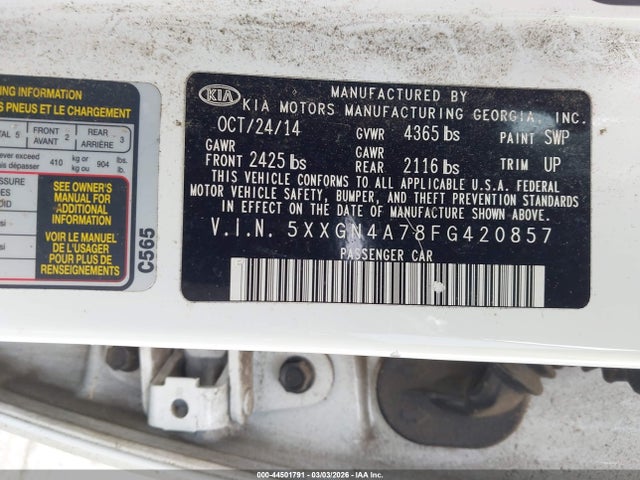 ING INFORMATION
S PNEUS ET LE CHARGEMENT
TAL 5 FRONT AVANT 2 REAR ARRIÈRE 3
ever exceed
dépasser 410 kg or kg ou 904 lbs. lb.
SSURE
SEE OWNER'S
MANUAL FOR
ADDITIONAL
INFORMATION
VOIR LE MANUEL
DE L'USAGER
POUR PLUS DE
RENSEIGNEMENTS
C565
KIA
MANUFACTURED BY
KIA MOTORS MANUFACTURING GEORGIA, INC.
OCT/24/14 GVWR 4365 lbs PAINT SWP
GAWR FRONT 2425 lbs GAWR REAR 2116 lbs TRIM UP
THIS VEHICLE CONFORMS TO ALL APPLICABLE U.S.A. FEDERAL
MOTOR VEHICLE SAFETY, BUMPER, AND THEFT PREVENTION STANDARDS
IN EFFECT ON THE DATE OF MANUFACTURE SHOWN ABOVE.
V.I.N. 5XXGN4A78FG420857
PASSENGER CAR
000-44501791 - 03/03/2026 - IAA Inc.